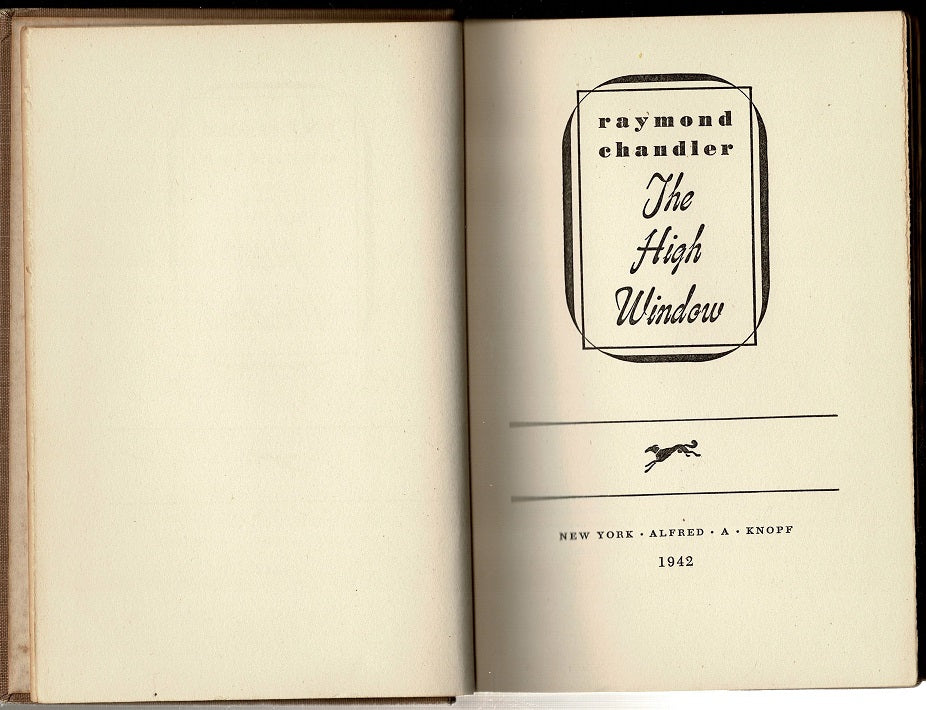 raymond
chandler
The
High
Window
NEW YORK · ALFRED · A · KNOPF
1942